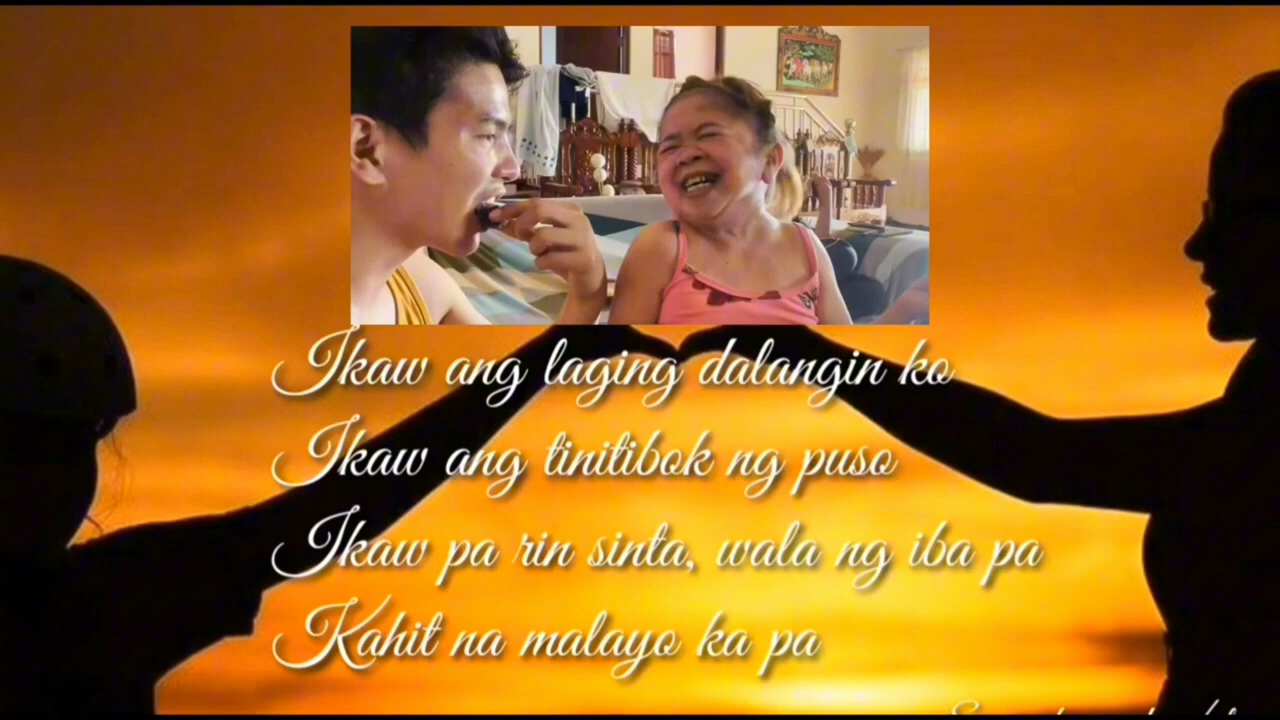 Ikaw ang laging dalangin ko
Ikaw ang tinitibok ng puso
Ikaw pa rin sinta, wala ng iba pa
Kahit na malayo ka pa